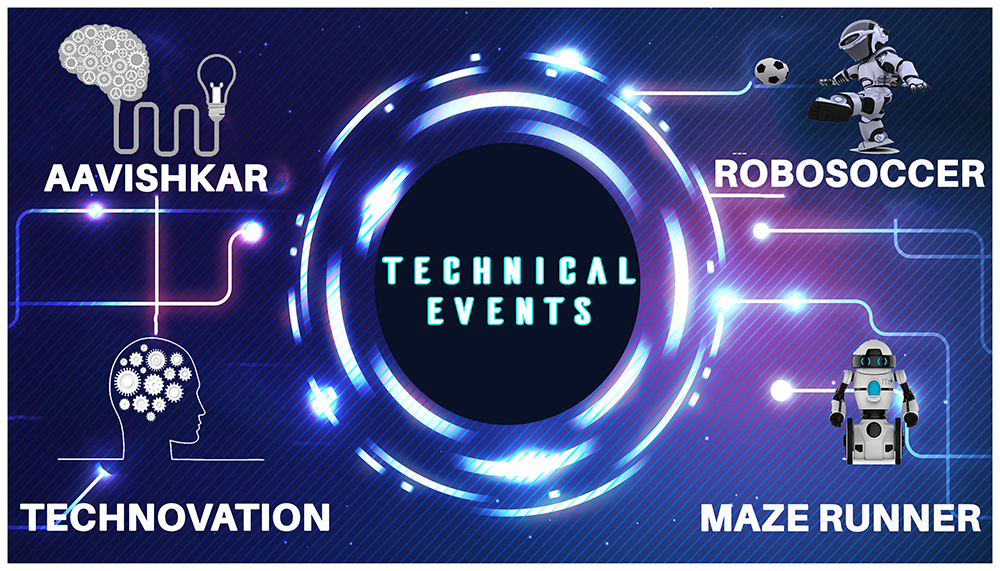 AAVISHKAR
ROBOSOCCER
TECHNICAL
EVENTS
TECHNOVATION
MAZE RUNNER